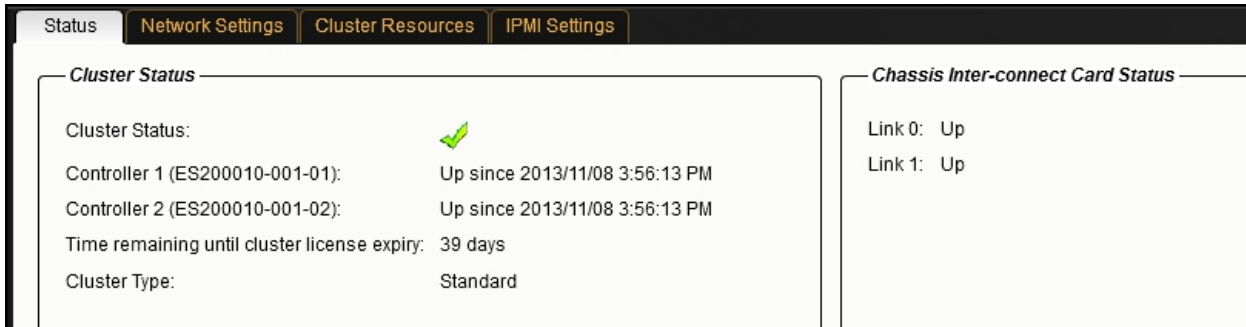 Status Network Settings Cluster Resources IPMI Settings
Cluster Status
Cluster Status:
Controller 1 (ES200010-001-01): Up since 2013/11/08 3:56:13 PM
Controller 2 (ES200010-001-02): Up since 2013/11/08 3:56:13 PM
Time remaining until cluster license expiry: 39 days
Cluster Type: Standard
Chassis Inter-connect Card Status
Link 0: Up
Link 1: Up